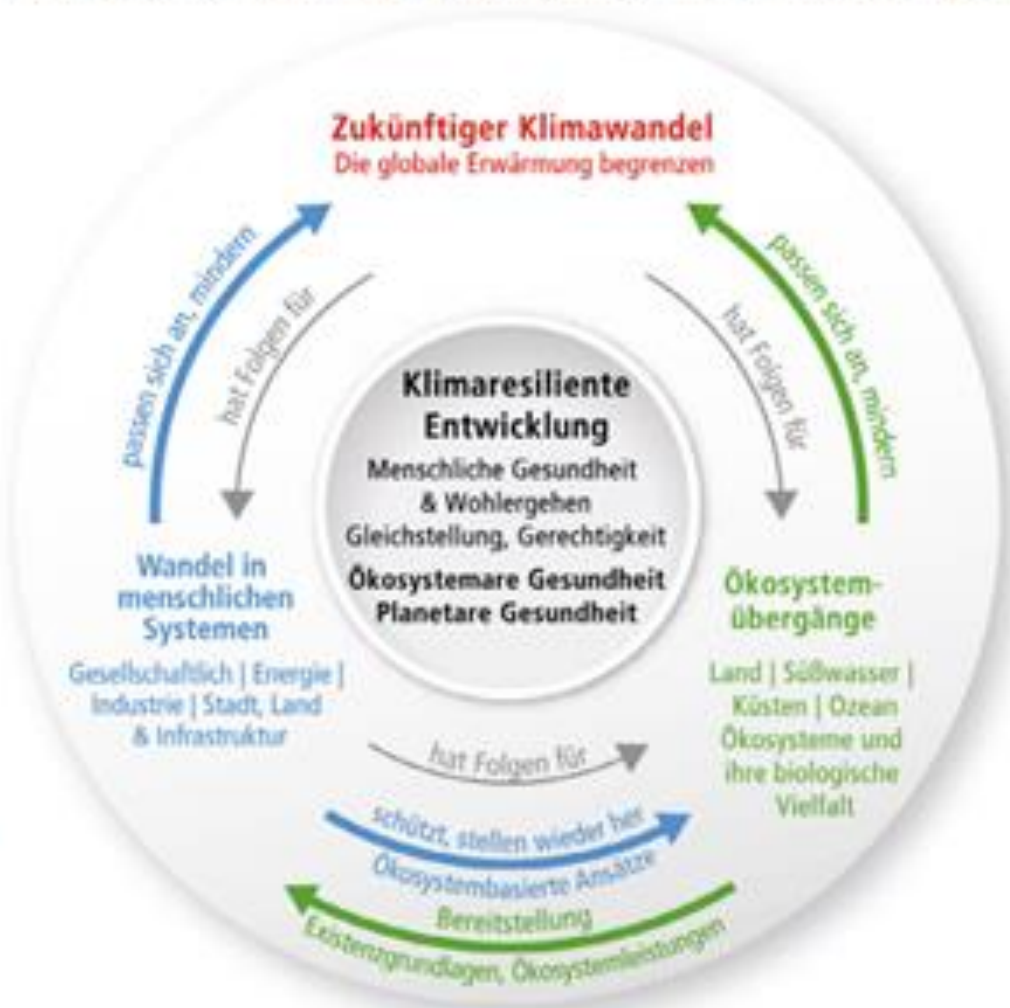 Zukünftiger Klimawandel
Die globale Erwärmung begrenzen
passen sich an, mindern
hat Folgen für
hat Folgen für
passen sich an, mindern
Klimaresiliente
Entwicklung
Menschliche Gesundheit
& Wohlergehen
Gleichstellung, Gerechtigkeit
Ökosystemare Gesundheit
Planetare Gesundheit
Wandel in
menschlichen
Systemen
Gesellschaftlich | Energie |
Industrie | Stadt, Land
& Infrastruktur
Ökosystem-
übergänge
Land | Süßwasser |
Küsten | Ozean
Ökosysteme und
ihre biologische
Vielfalt
hat Folgen für
schützt, stellen wieder her
Ökosystembasierte Ansätze
Bereitstellung
Existenzgrundlagen, Ökosystemleistungen